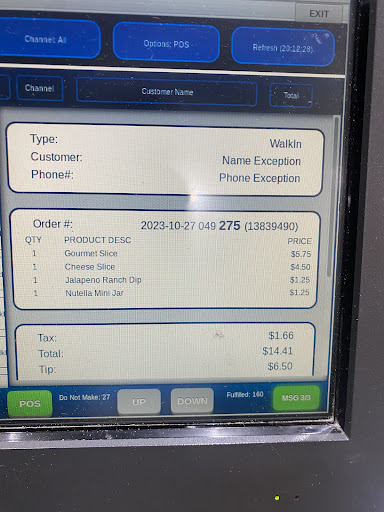 EXIT
Channel: All
Options: POS
Refresh (20:12:28)
Channel
Customer Name
Total
Type: WalkIn
Customer: Name Exception
Phone#: Phone Exception
Order #: 2023-10-27 049 275 (13839490)
QTY PRODUCT DESC PRICE
1 Gourmet Slice $5.75
1 Cheese Slice $4.50
1 Jalapeno Ranch Dip $1.25
1 Nutella Mini Jar $1.25
Tax: $1.66
Total: $14.41
Tip: $6.50
POS
Do Not Make: 27
UP
DOWN
Fulfilled: 160
MSG 3/3